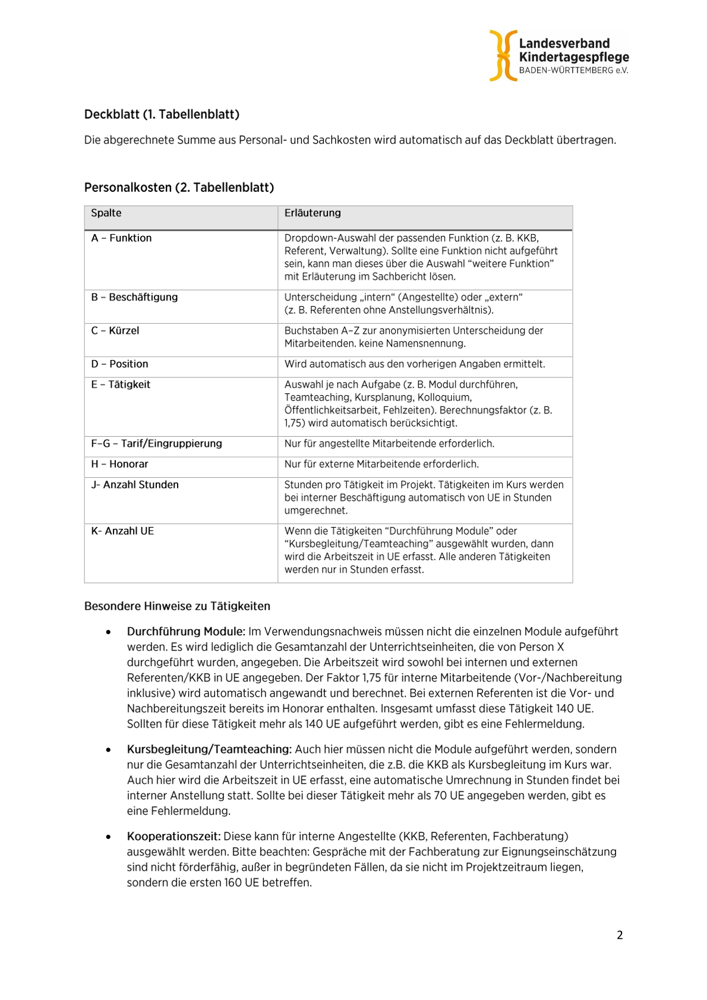 Landesverband
Kindertagespflege
BADEN-WÜRTTEMBERG e.V.
Deckblatt (1. Tabellenblatt)
Die abgerechnete Summe aus Personal- und Sachkosten wird automatisch auf das Deckblatt übertragen.
Personalkosten (2. Tabellenblatt)
Spalte
Erläuterung
A – Funktion
Dropdown-Auswahl der passenden Funktion (z. B. KKB,
Referent, Verwaltung). Sollte eine Funktion nicht aufgeführt
sein, kann man dieses über die Auswahl “weitere Funktion”
mit Erläuterung im Sachbericht lösen.
B – Beschäftigung
Unterscheidung „intern“ (Angestellte) oder „extern“
(z. B. Referenten ohne Anstellungsverhältnis).
C – Kürzel
Buchstaben A–Z zur anonymisierten Unterscheidung der
Mitarbeitenden. keine Namensnennung.
D – Position
Wird automatisch aus den vorherigen Angaben ermittelt.
E – Tätigkeit
Auswahl je nach Aufgabe (z. B. Modul durchführen,
Teamteaching, Kursplanung, Kolloquium,
Öffentlichkeitsarbeit, Fehlzeiten). Berechnungsfaktor (z. B.
1,75) wird automatisch berücksichtigt.
F–G – Tarif/Eingruppierung
Nur für angestellte Mitarbeitende erforderlich.
H – Honorar
Nur für externe Mitarbeitende erforderlich.
J- Anzahl Stunden
Stunden pro Tätigkeit im Projekt. Tätigkeiten im Kurs werden
bei interner Beschäftigung automatisch von UE in Stunden
umgerechnet.
K- Anzahl UE
Wenn die Tätigkeiten “Durchführung Module” oder
“Kursbegleitung/Teamteaching” ausgewählt wurden, dann
wird die Arbeitszeit in UE erfasst. Alle anderen Tätigkeiten
werden nur in Stunden erfasst.
Besondere Hinweise zu Tätigkeiten
• Durchführung Module: Im Verwendungsnachweis müssen nicht die einzelnen Module aufgeführt
werden. Es wird lediglich die Gesamtanzahl der Unterrichtseinheiten, die von Person X
durchgeführt wurden, angegeben. Die Arbeitszeit wird sowohl bei internen und externen
Referenten/KKB in UE angegeben. Der Faktor 1,75 für interne Mitarbeitende (Vor-/Nachbereitung
inklusive) wird automatisch angewandt und berechnet. Bei externen Referenten ist die Vor- und
Nachbereitungszeit bereits im Honorar enthalten. Insgesamt umfasst diese Tätigkeit 140 UE.
Sollten für diese Tätigkeit mehr als 140 UE aufgeführt werden, gibt es eine Fehlermeldung.
• Kursbegleitung/Teamteaching: Auch hier müssen nicht die Module aufgeführt werden, sondern
nur die Gesamtanzahl der Unterrichtseinheiten, die z.B. die KKB als Kursbegleitung im Kurs war.
Auch hier wird die Arbeitszeit in UE erfasst, eine automatische Umrechnung in Stunden findet bei
interner Anstellung statt. Sollte bei dieser Tätigkeit mehr als 70 UE angegeben werden, gibt es
eine Fehlermeldung.
• Kooperationszeit: Diese kann für interne Angestellte (KKB, Referenten, Fachberatung)
ausgewählt werden. Bitte beachten: Gespräche mit der Fachberatung zur Eignungseinschätzung
sind nicht förderfähig, außer in begründeten Fällen, da sie nicht im Projektzeitraum liegen,
sondern die ersten 160 UE betreffen.
2